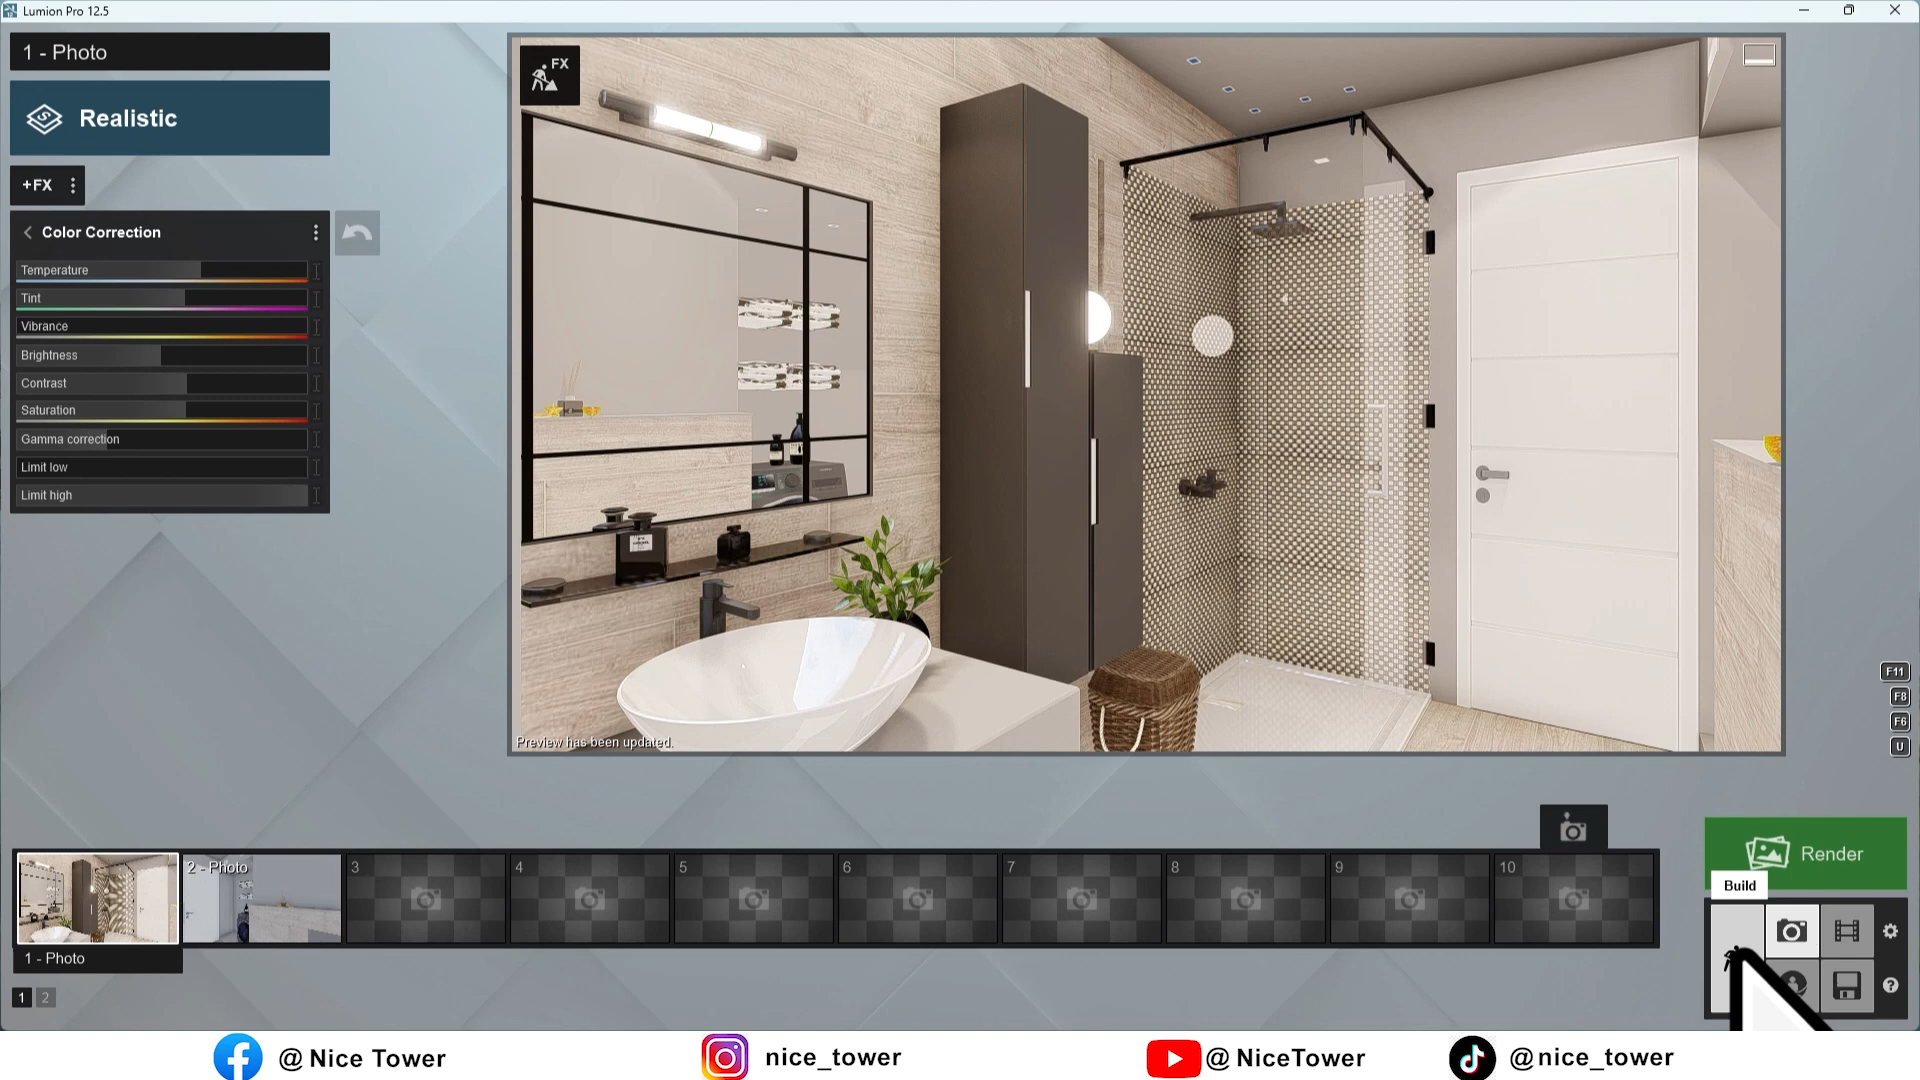 Lumion Pro 12.5
1 - Photo
Realistic
+FX
Color Correction
Temperature
Tint
Vibrance
Brightness
Contrast
Saturation
Gamma correction
Limit low
Limit high
FX
Preview has been updated.
F11
F8
F6
U
2 - Photo
3
4
5
6
7
8
9
10
1 - Photo
1 2
Render
Build
?
@ Nice Tower
nice_tower
@ NiceTower
@nice_tower